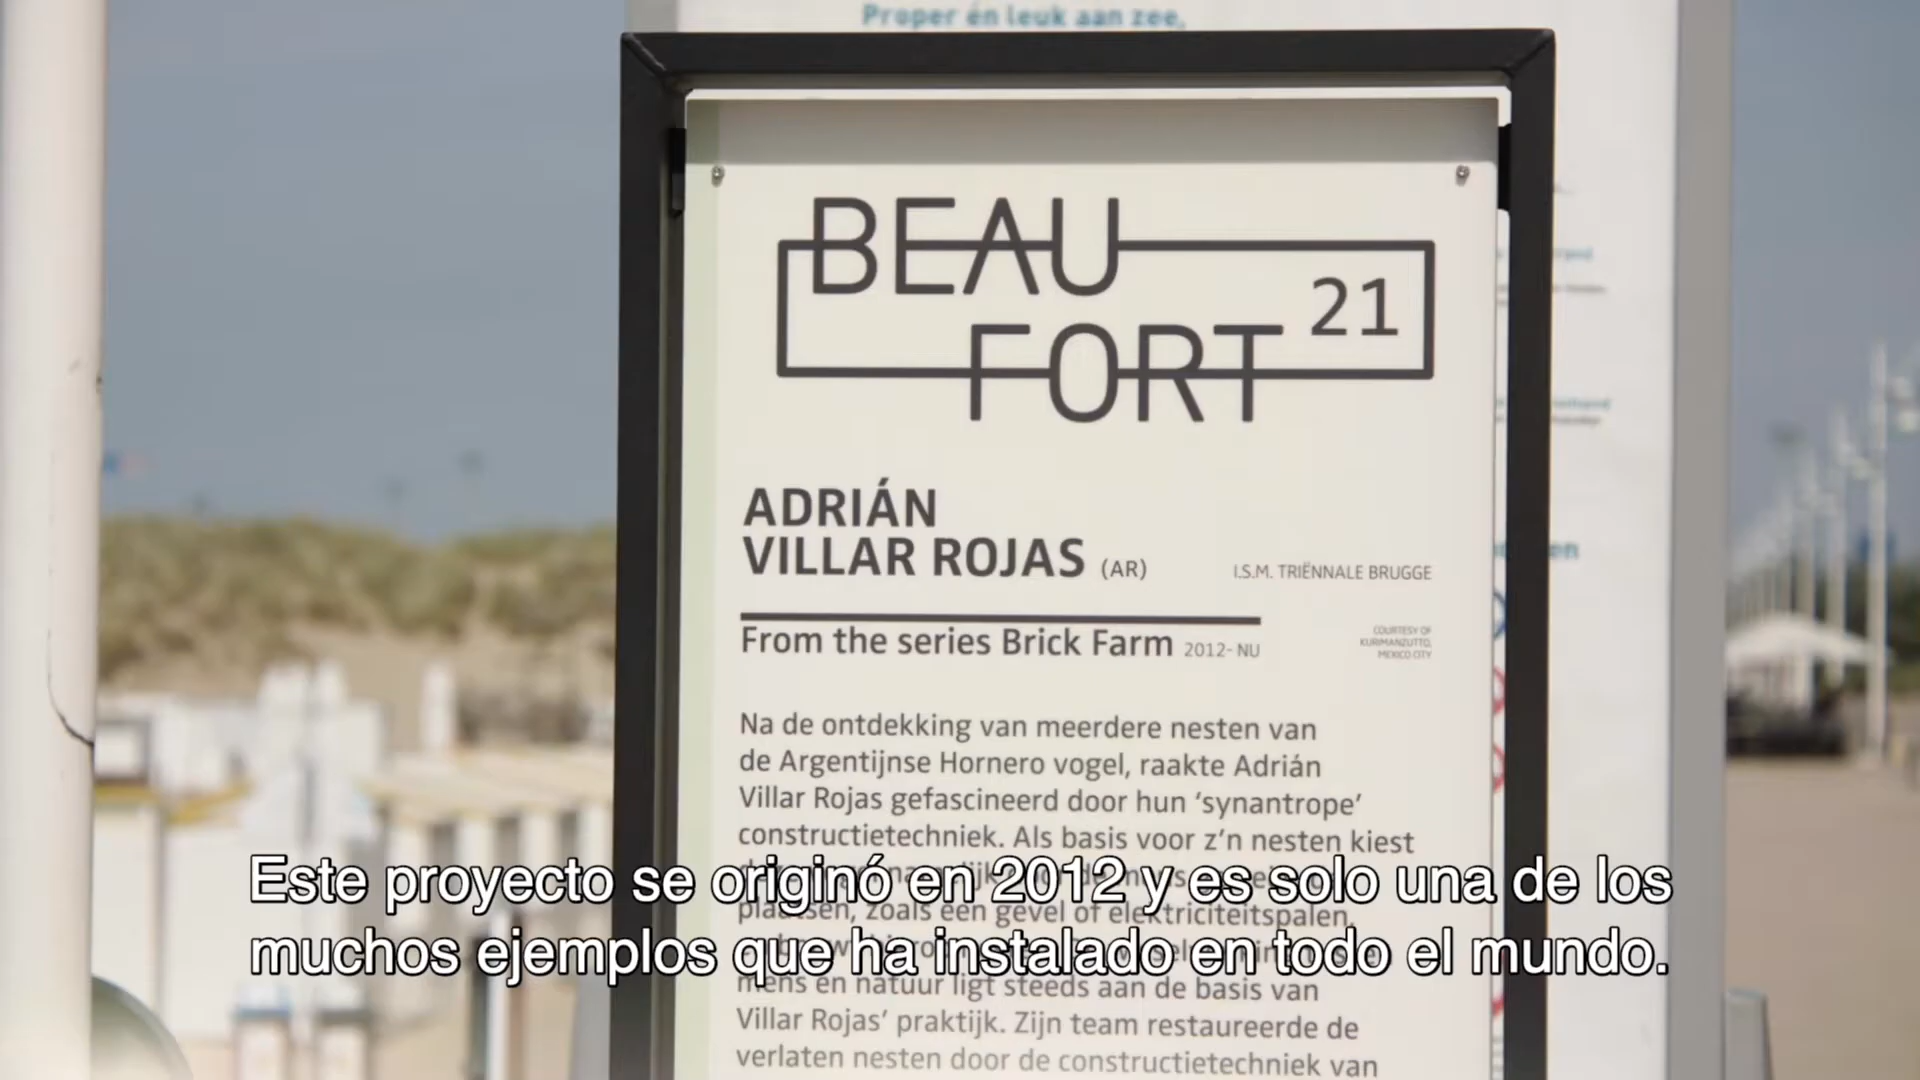 Proper én leuk aan zee,
BEAU
FORT 21
ADRIÁN
VILLAR ROJAS (AR)
I.S.M. TRIËNNALE BRUGGE
From the series Brick Farm 2012- NU
COURTESY OF
KURIMANZUTTO,
MEXICO CITY
Na de ontdekking van meerdere nesten van
de Argentijnse Hornero vogel, raakte Adrián
Villar Rojas gefascineerd door hun ‘synantrope’
constructietechniek. Als basis voor z’n nesten kiest
plaatsen, zoals een gevel of elektriciteitspalen,
mens en natuur ligt steeds aan de basis van
Villar Rojas’ praktijk. Zijn team restaureerde de
verlaten nesten door de constructietechniek van
Este proyecto se originó en 2012 y es solo una de los
muchos ejemplos que ha instalado en todo el mundo.